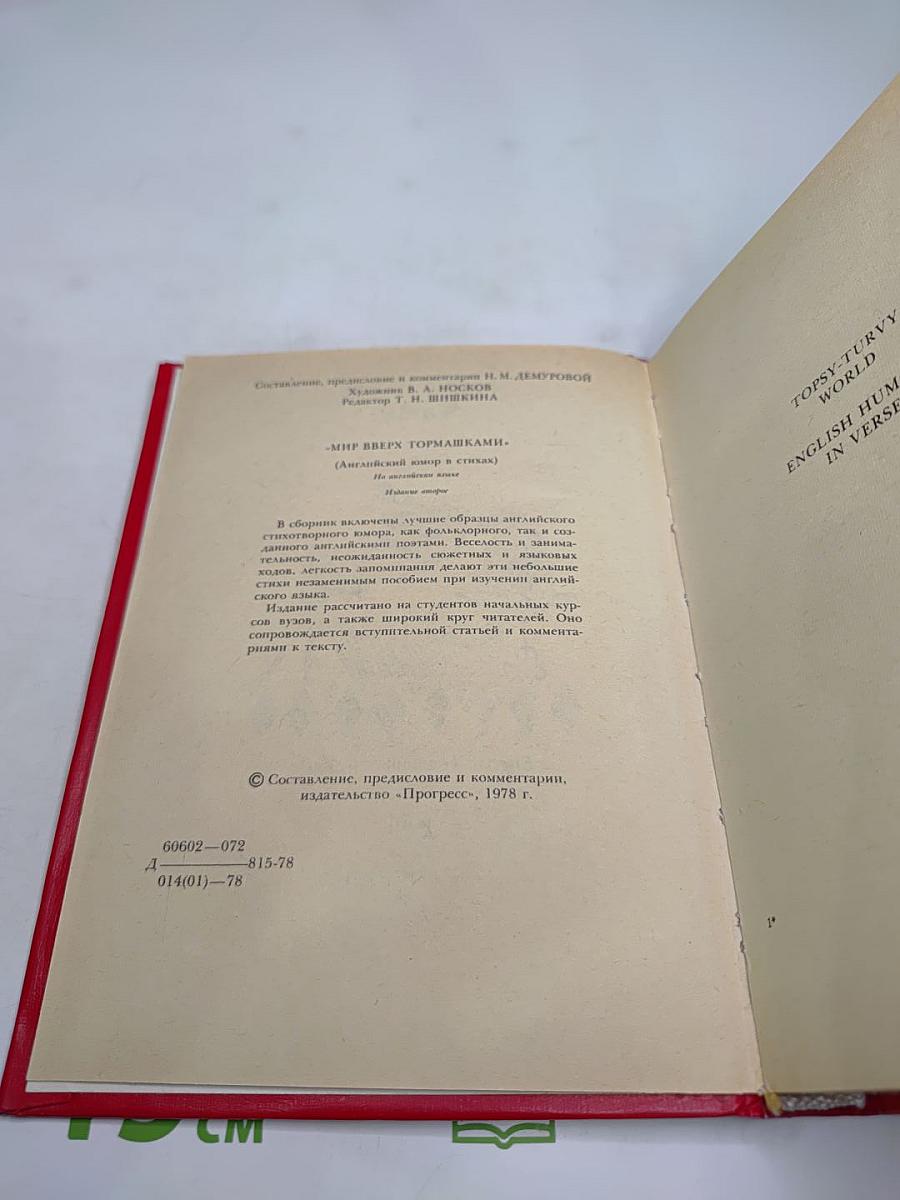 Составление, предисловие и комментарии Н. М. ДЕМУРОВОЙ
Художник В. А. НОСКОВ
Редактор Т. Н. ШИШКИНА
«МИР ВВЕРХ ТОРМАШКАМИ»
(Английский юмор в стихах)
На английском языке
Издание второе
В сборник включены лучшие образцы английского
стихотворного юмора, как фольклорного, так и соз-
данного английскими поэтами. Веселость и занима-
тельность, неожиданность сюжетных и языковых
ходов, легкость запоминания делают эти небольшие
стихи незаменимым пособием при изучении англий-
ского языка.
Издание рассчитано на студентов начальных кур-
сов вузов, а также широкий круг читателей. Оно
сопровождается вступительной статьей и коммента-
риями к тексту.
© Составление, предисловие и комментарии,
издательство «Прогресс», 1978 г.
60602—072
Д————815-78
014(01)—78
TOPSY-TURVY
WORLD
ENGLISH HUM
IN VERSE
1*
СМ